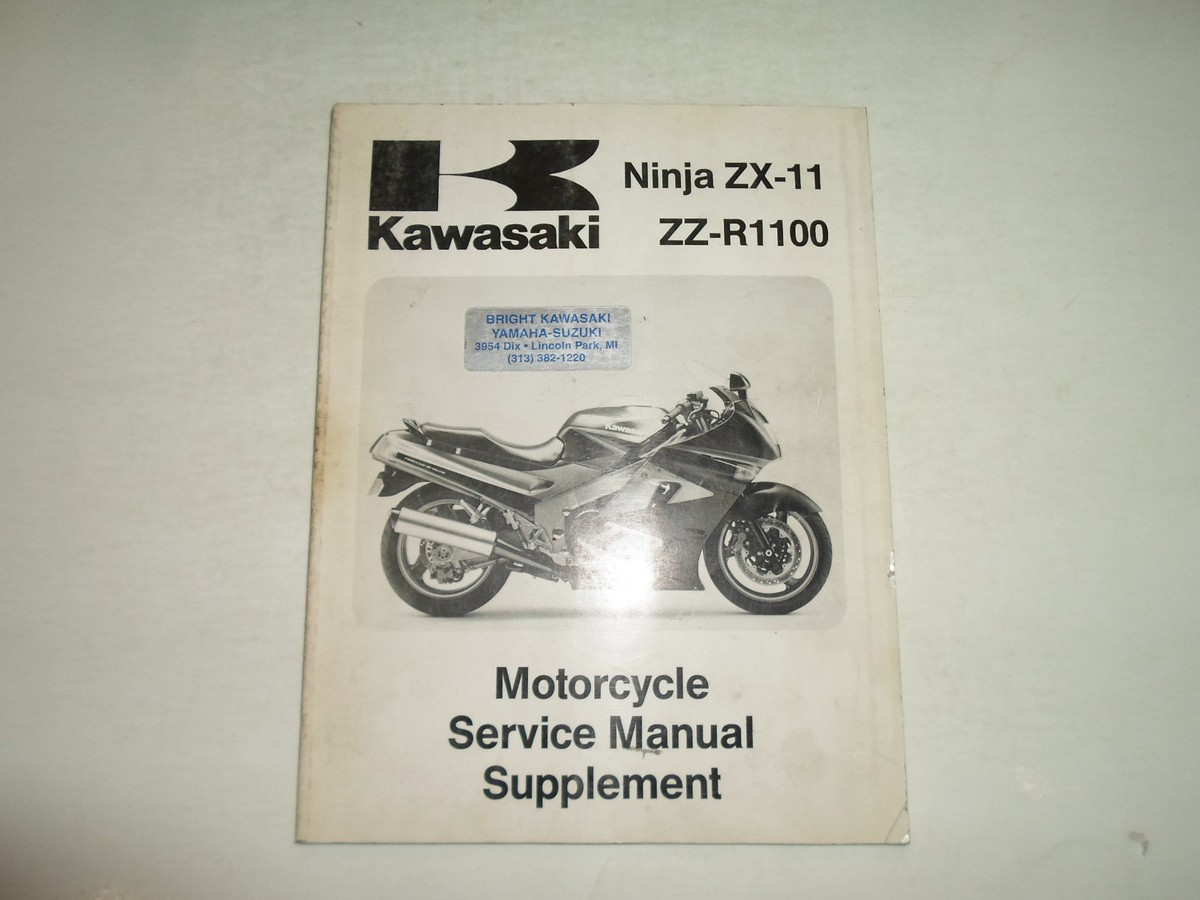 Kawasaki
Ninja ZX-11
ZZ-R1100
BRIGHT KAWASAKI
YAMAHA-SUZUKI
3954 Dix • Lincoln Park, MI
(313) 382-1220
Motorcycle
Service Manual
Supplement